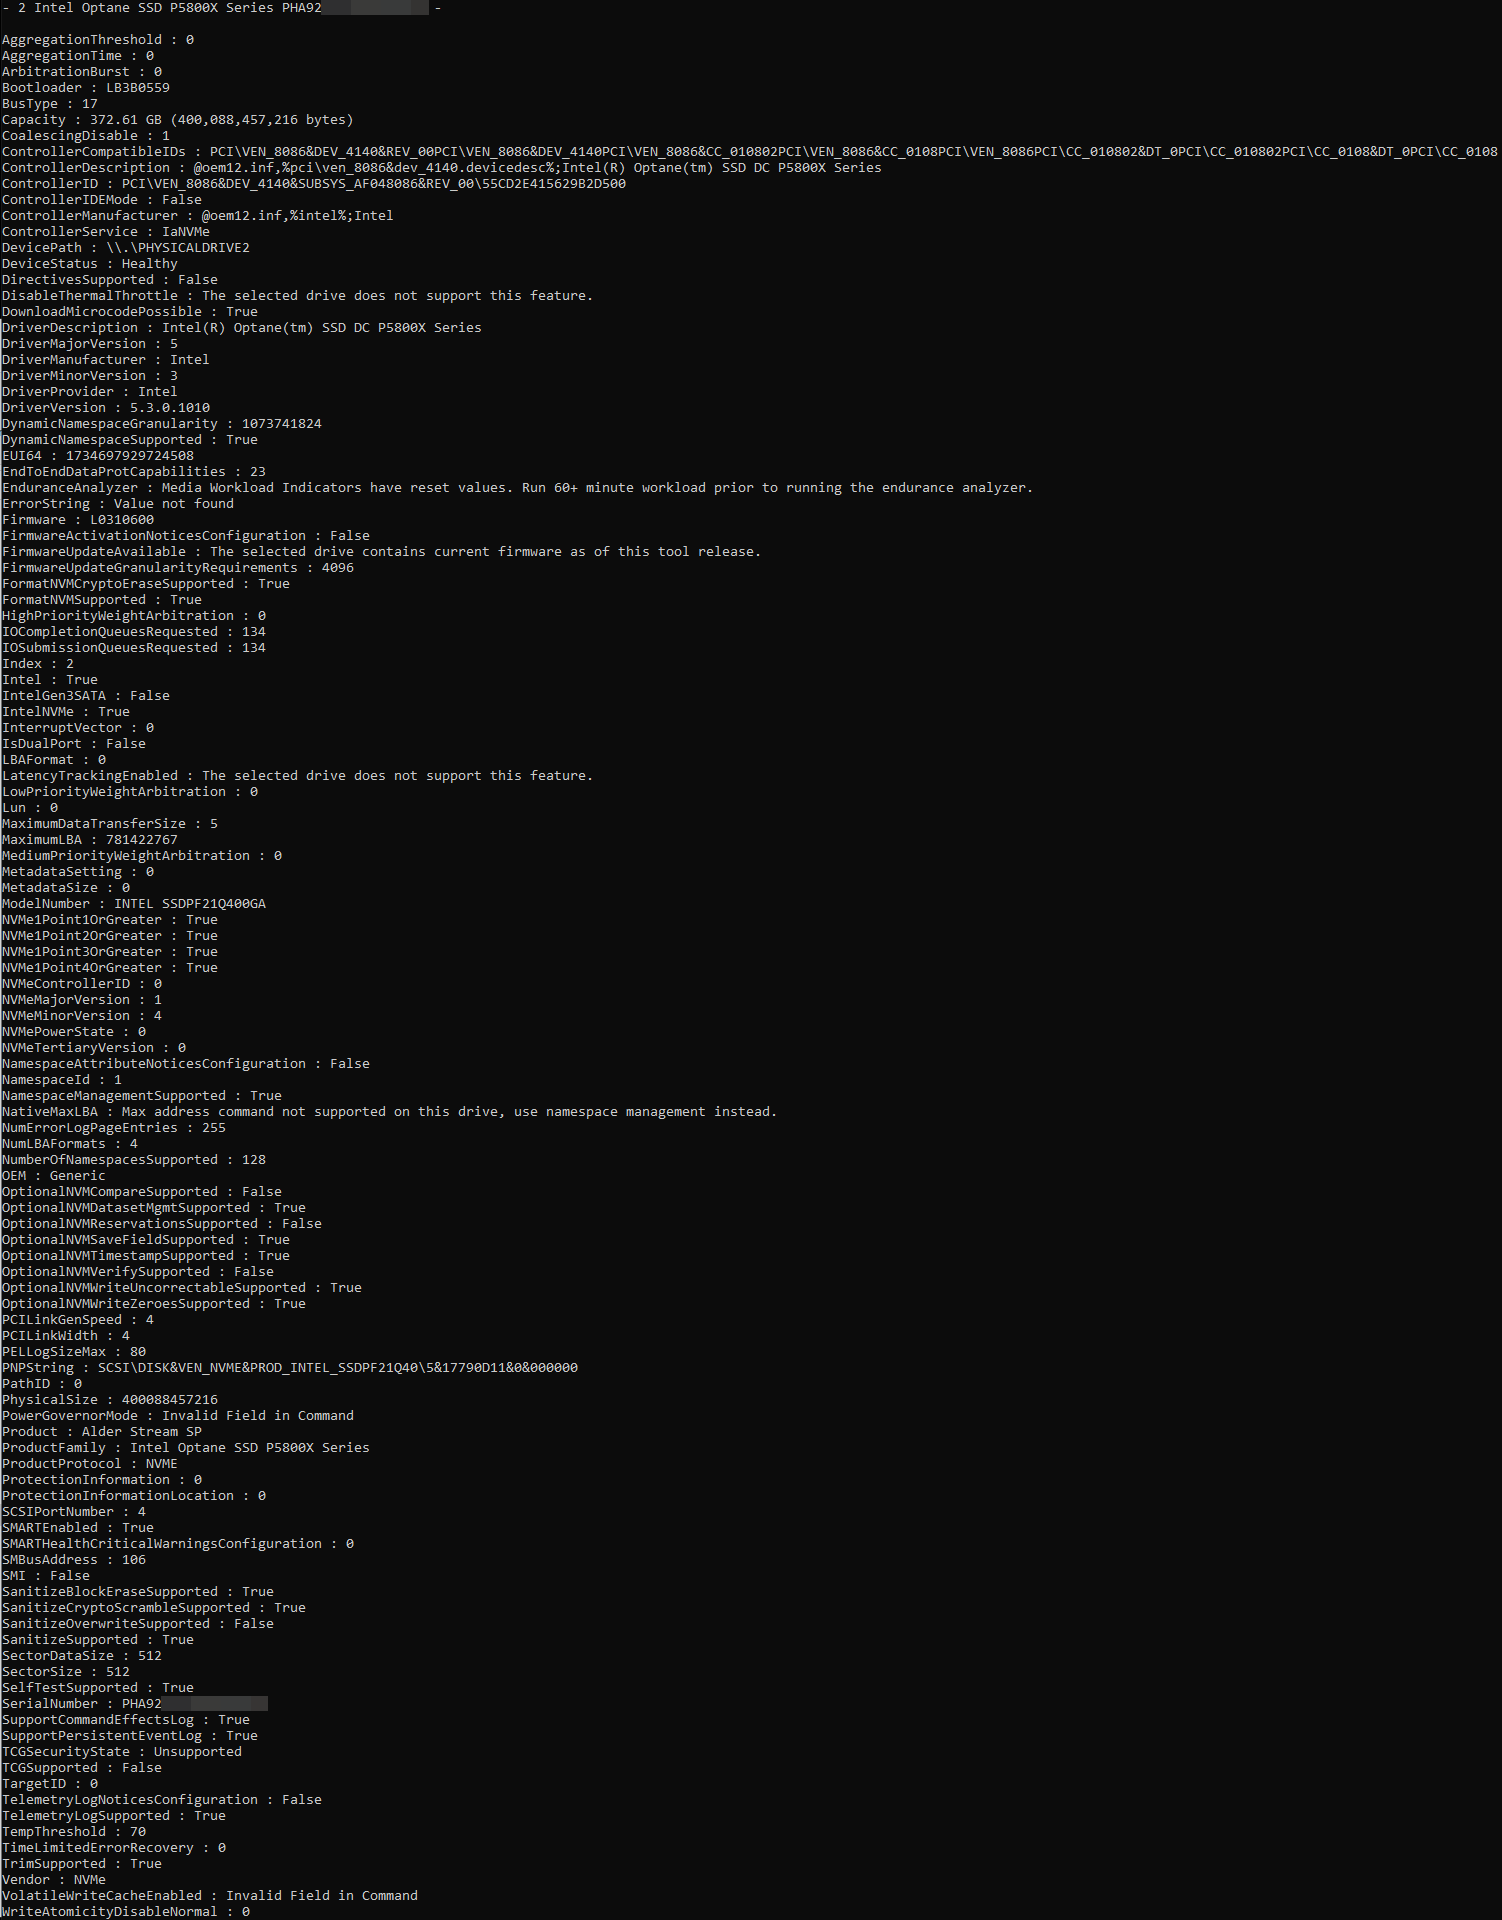 - 2 Intel Optane SSD P5800X Series PHA92 -
AggregationThreshold : 0
AggregationTime : 0
ArbitrationBurst : 0
Bootloader : LB3B0559
BusType : 17
Capacity : 372.61 GB (400,088,457,216 bytes)
CoalescingDisable : 1
ControllerCompatibleIDs : PCI\VEN_8086&DEV_4140&REV_00PCI\VEN_8086&DEV_4140PCI\VEN_8086&CC_010802PCI\VEN_8086&CC_0108PCI\VEN_8086PCI\CC_010802&DT_0PCI\CC_010802PCI\CC_0108&DT_0PCI\CC_0108
ControllerDescription : @oem12.inf,%pci\ven_8086&dev_4140.devicedesc%;Intel(R) Optane(tm) SSD DC P5800X Series
ControllerID : PCI\VEN_8086&DEV_4140&SUBSYS_AF048086&REV_00\55CD2E415629B2D500
ControllerIDEMode : False
ControllerManufacturer : @oem12.inf,%intel%;Intel
ControllerService : IaNVMe
DevicePath : \\.\PHYSICALDRIVE2
DeviceStatus : Healthy
DirectivesSupported : False
DisableThermalThrottle : The selected drive does not support this feature.
DownloadMicrocodePossible : True
DriverDescription : Intel(R) Optane(tm) SSD DC P5800X Series
DriverMajorVersion : 5
DriverManufacturer : Intel
DriverMinorVersion : 3
DriverProvider : Intel
DriverVersion : 5.3.0.1010
DynamicNamespaceGranularity : 1073741824
DynamicNamespaceSupported : True
EUI64 : 1734697929724508
EndToEndDataProtCapabilities : 23
EnduranceAnalyzer : Media Workload Indicators have reset values. Run 60+ minute workload prior to running the endurance analyzer.
ErrorString : Value not found
Firmware : L0310600
FirmwareActivationNoticesConfiguration : False
FirmwareUpdateAvailable : The selected drive contains current firmware as of this tool release.
FirmwareUpdateGranularityRequirements : 4096
FormatNVMCryptoEraseSupported : True
FormatNVMSupported : True
HighPriorityWeightArbitration : 0
IOCompletionQueuesRequested : 134
IOSubmissionQueuesRequested : 134
Index : 2
Intel : True
IntelGen3SATA : False
IntelNVMe : True
InterruptVector : 0
IsDualPort : False
LBAFormat : 0
LatencyTrackingEnabled : The selected drive does not support this feature.
LowPriorityWeightArbitration : 0
Lun : 0
MaximumDataTransferSize : 5
MaximumLBA : 781422767
MediumPriorityWeightArbitration : 0
MetadataSetting : 0
MetadataSize : 0
ModelNumber : INTEL SSDPF21Q400GA
NVMe1Point1OrGreater : True
NVMe1Point2OrGreater : True
NVMe1Point3OrGreater : True
NVMe1Point4OrGreater : True
NVMeControllerID : 0
NVMeMajorVersion : 1
NVMeMinorVersion : 4
NVMePowerState : 0
NVMeTertiaryVersion : 0
NamespaceAttributeNoticesConfiguration : False
NamespaceId : 1
NamespaceManagementSupported : True
NativeMaxLBA : Max address command not supported on this drive, use namespace management instead.
NumErrorLogPageEntries : 255
NumLBAFormats : 4
NumberOfNamespacesSupported : 128
OEM : Generic
OptionalNVMCompareSupported : False
OptionalNVMDatasetMgmtSupported : True
OptionalNVMReservationsSupported : False
OptionalNVMSaveFieldSupported : True
OptionalNVMTimestampSupported : True
OptionalNVMVerifySupported : False
OptionalNVMWriteUncorrectableSupported : True
OptionalNVMWriteZeroesSupported : True
PCILinkGenSpeed : 4
PCILinkWidth : 4
PELLogSizeMax : 80
PNPString : SCSI\DISK&VEN_NVME&PROD_INTEL_SSDPF21Q40\5&17790D11&0&000000
PathID : 0
PhysicalSize : 400088457216
PowerGovernorMode : Invalid Field in Command
Product : Alder Stream SP
ProductFamily : Intel Optane SSD P5800X Series
ProductProtocol : NVME
ProtectionInformation : 0
ProtectionInformationLocation : 0
SCSIPortNumber : 4
SMARTEnabled : True
SMARTHealthCriticalWarningsConfiguration : 0
SMBusAddress : 106
SMI : False
SanitizeBlockEraseSupported : True
SanitizeCryptoScrambleSupported : True
SanitizeOverwriteSupported : False
SanitizeSupported : True
SectorDataSize : 512
SectorSize : 512
SelfTestSupported : True
SerialNumber : PHA92
SupportCommandEffectsLog : True
SupportPersistentEventLog : True
TCGSecurityState : Unsupported
TCGSupported : False
TargetID : 0
TelemetryLogNoticesConfiguration : False
TelemetryLogSupported : True
TempThreshold : 70
TimeLimitedErrorRecovery : 0
TrimSupported : True
Vendor : NVMe
VolatileWriteCacheEnabled : Invalid Field in Command
WriteAtomicityDisableNormal : 0